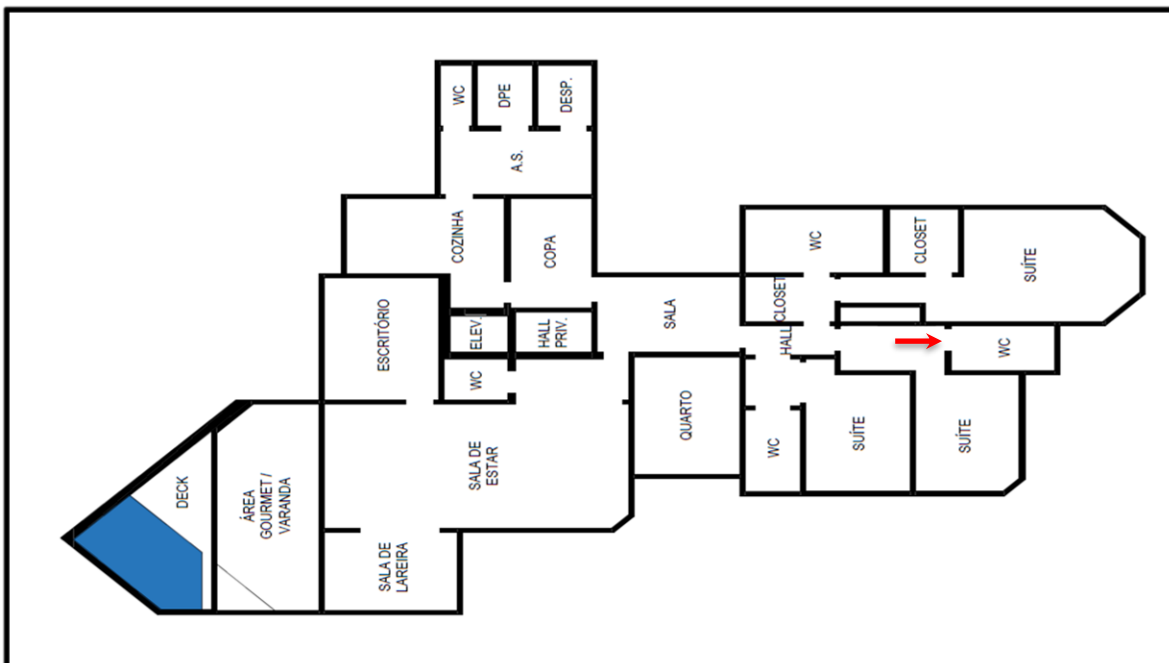 WC
DPE
DESP.
A.S.
COZINHA
COPA
ESCRITÓRIO
ELEV.
HALL
PRIV.
WC
SALA
WC
CLOSET
CLOSET
SUÍTE
HALL
WC
QUARTO
WC
SUÍTE
SUÍTE
SALA DE
ESTAR
DECK
ÁREA
GOURMET /
VARANDA
SALA DE
LAREIRA